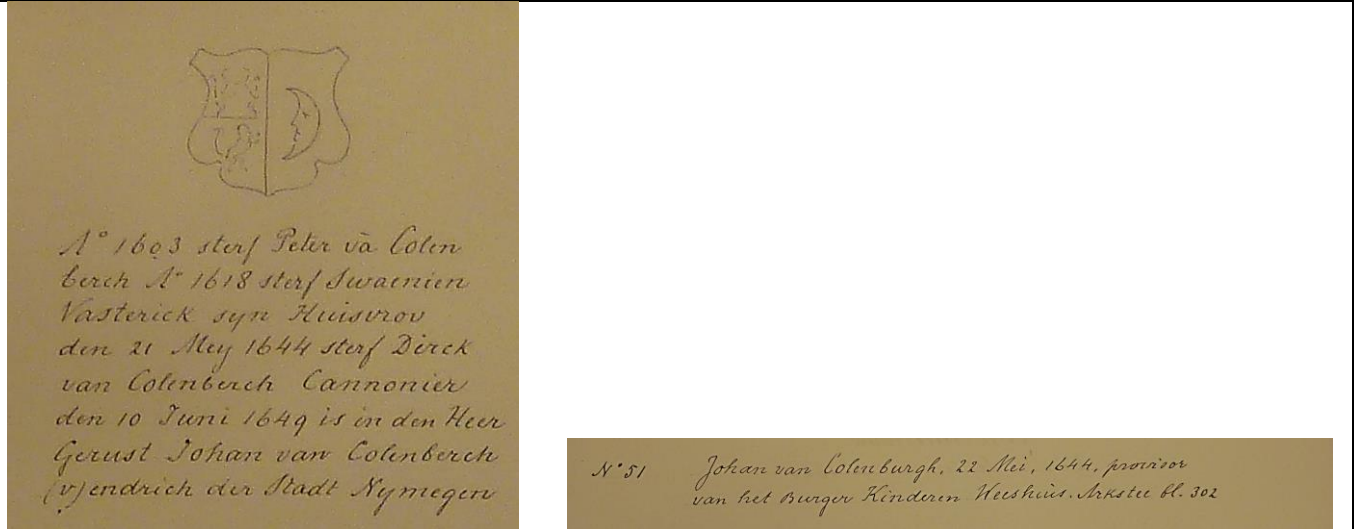 A° 1603 sterf Peter vā Colen
berch A° 1618 sterf Swaenien
Vasterick syn Huisvrov
den 21 Mey 1644 sterf Dirck
van Colenberch Cannonier
den 10 Juni 1649 is in den Heer
Gerust Johan van Colenberch
(v)endrich der Stadt Nymegen
N° 51 Johan van Colenburgh, 22 Mei, 1644, provisor
van het Burger Kinderen Weeshuis. Arkstee bl. 302